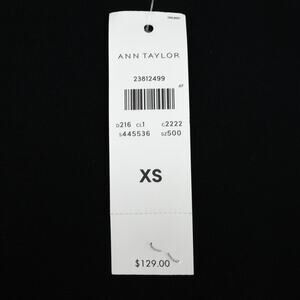 ANN TAYLOR
23812499
D216 CL1 C2222
S445536 SZ500
XS
$129.00